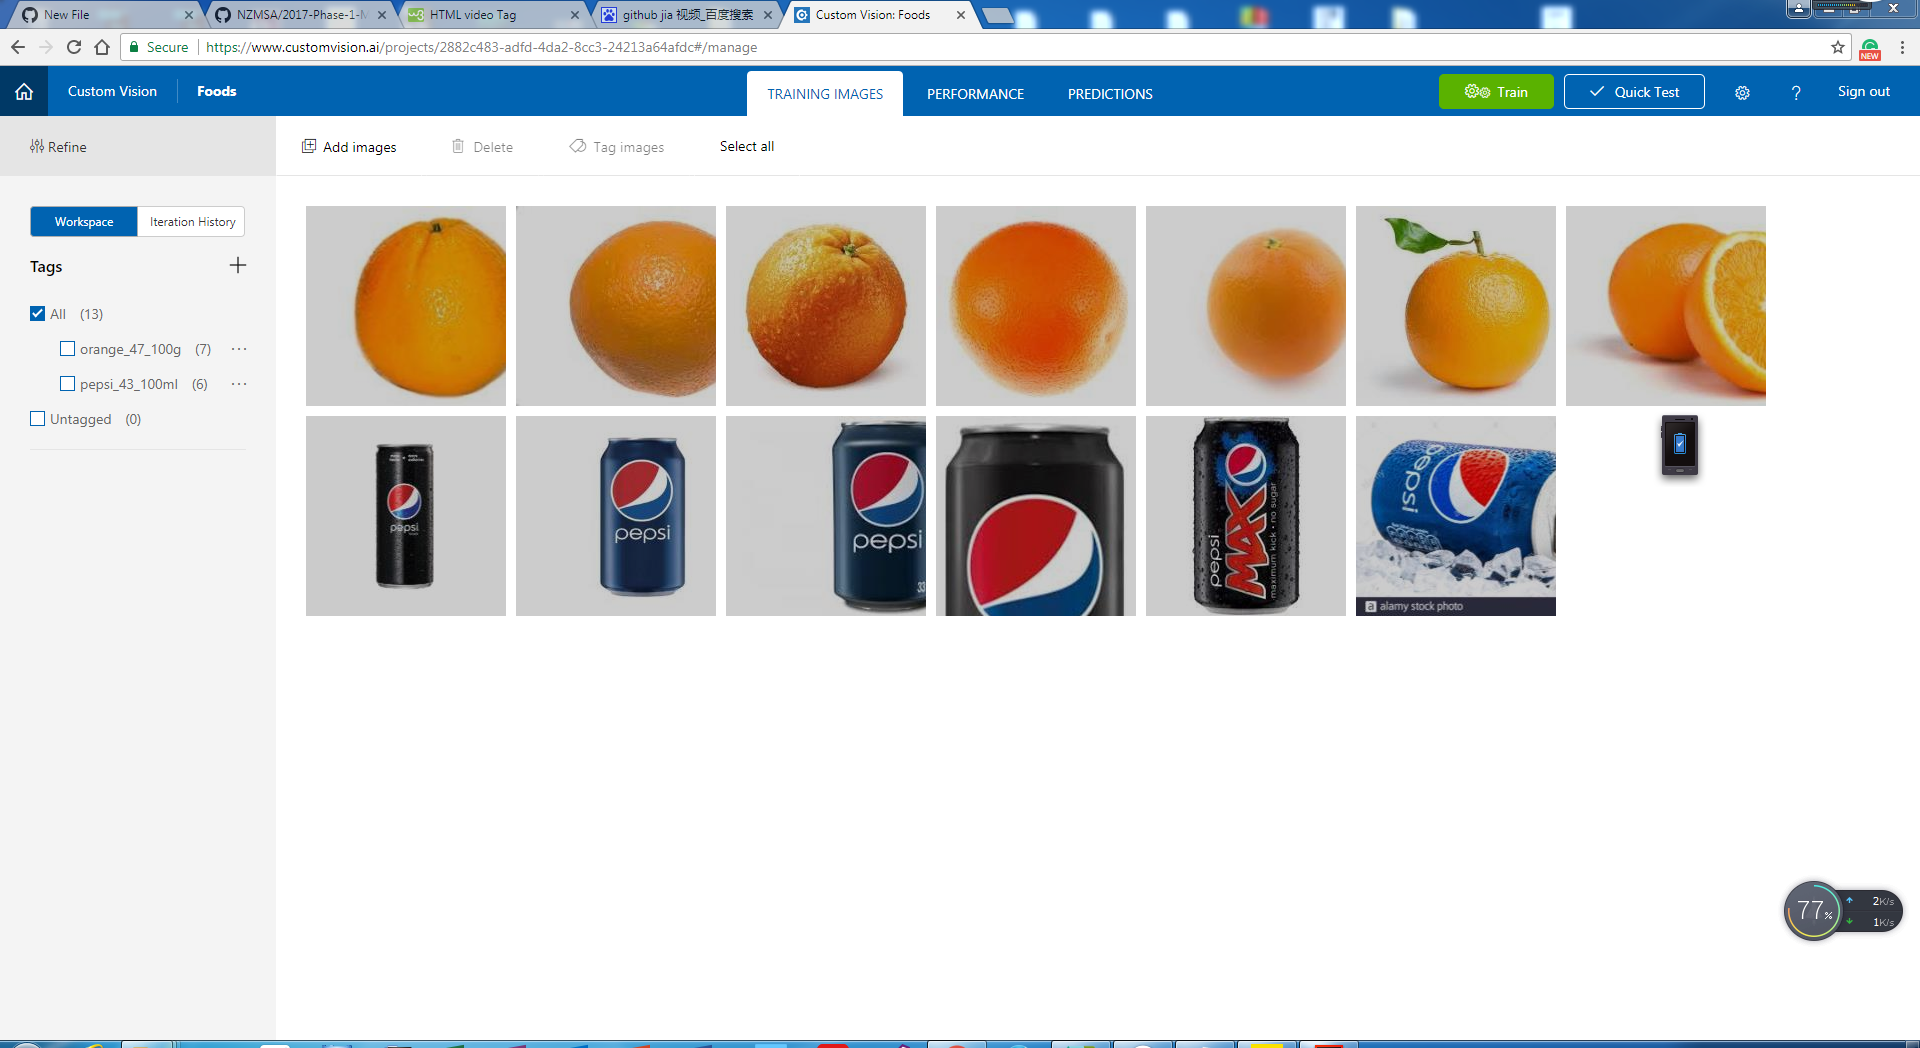 New File
NZMSA/2017-Phase-1-M
HTML video Tag
github jia 视频_百度搜索
Custom Vision: Foods
Secure
https://www.customvision.ai/projects/2882c483-adfd-4da2-8cc3-24213a64afdc#/manage
NEW
Custom Vision
Foods
TRAINING IMAGES
PERFORMANCE
PREDICTIONS
Train
Quick Test
?
Sign out
Refine
Add images
Delete
Tag images
Select all
Workspace
Iteration History
Tags
All (13)
orange_47_100g (7)
pepsi_43_100ml (6)
Untagged (0)
pepsi
pepsi
pepsi
33
pepsi
MAX
maximum kick • no sugar
pepsi
a alamy stock photo
77%
2K/s
1K/s